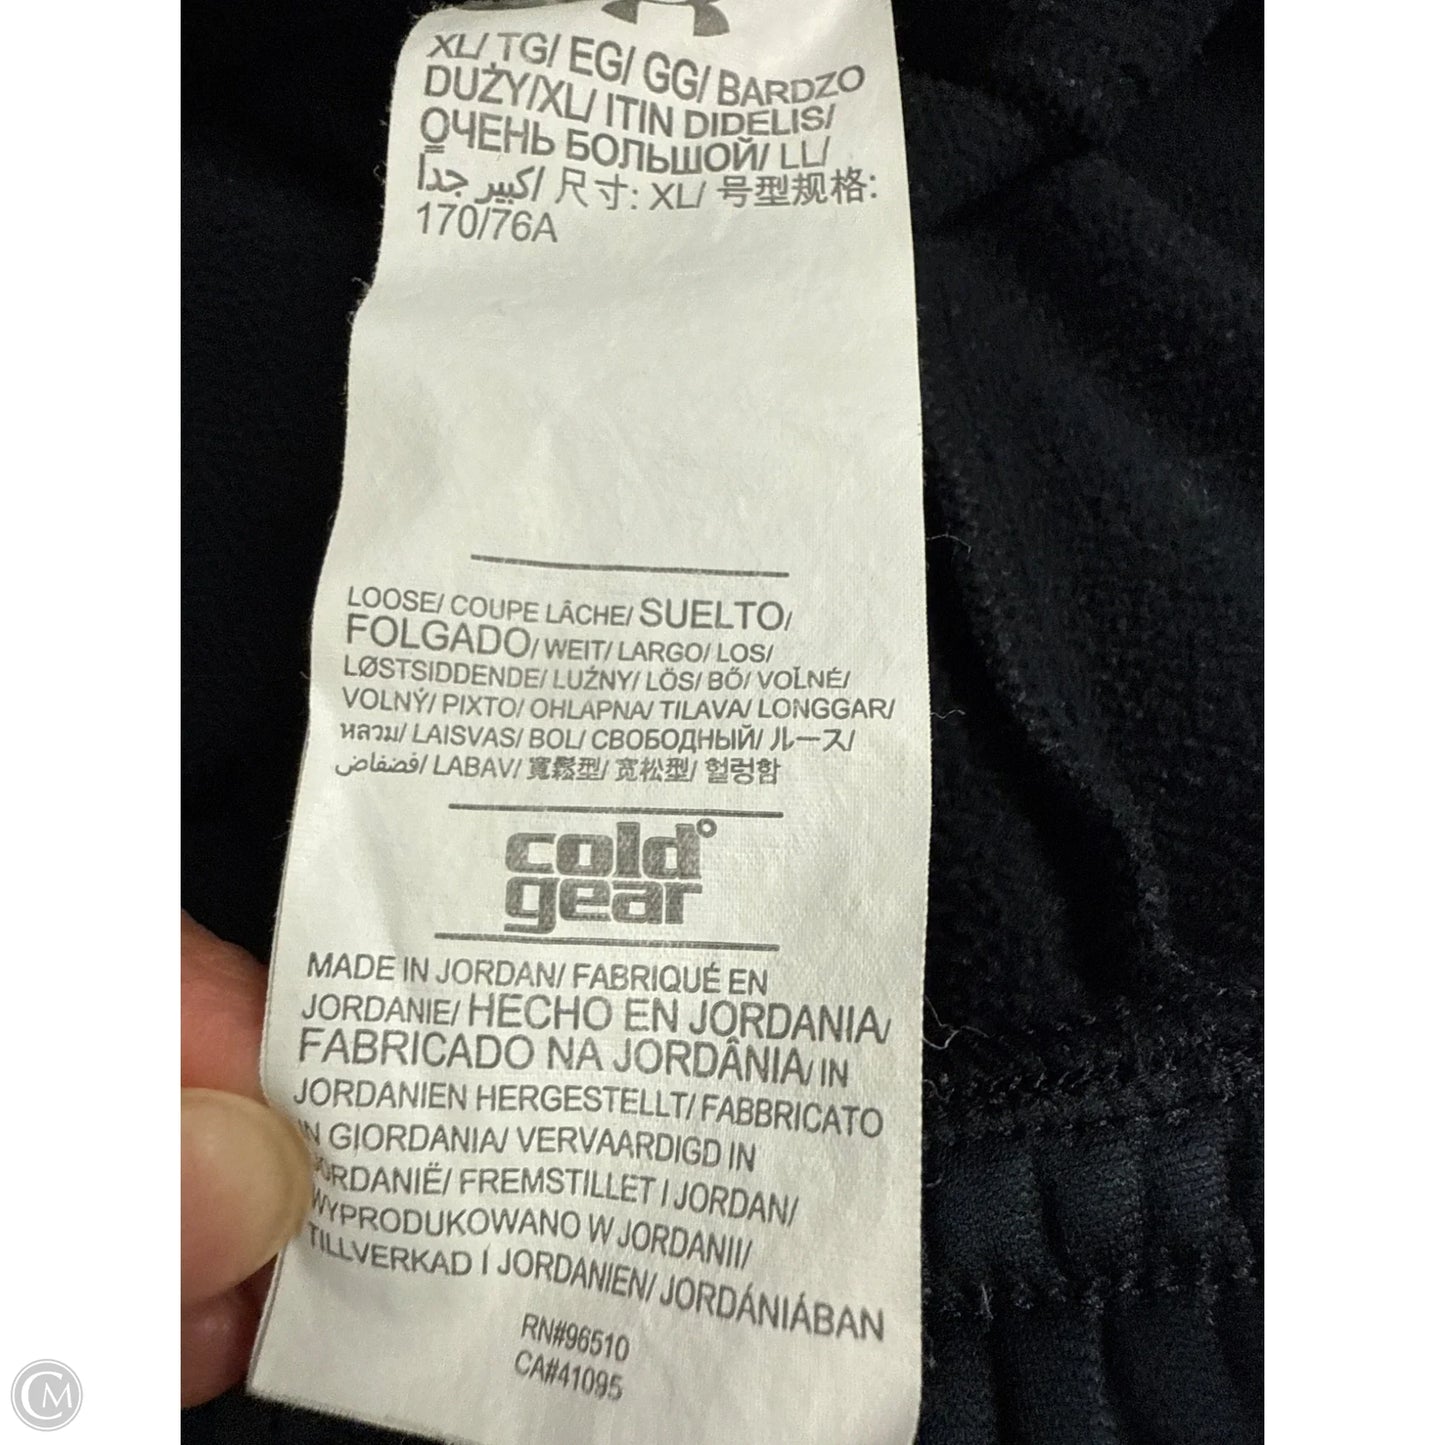 XL/ TG/ EG/ GG/ BARDZO
DUŻY/XL/ ITIN DIDELIS/
ОЧЕНЬ БОЛЬШОЙ/ LL/
اكبير جداً/ 尺寸: XL/ 号型规格:
170/76A
LOOSE/ COUPE LÂCHE/ SUELTO/
FOLGADO/ WEIT/ LARGO/ LOS/
LØSTSIDDENDE/ LUŹNY/ LÖS/ BŐ/ VOĽNÉ/
VOLNÝ/ PIXTO/ OHLAPNA/ TILAVA/ LONGGAR/
หลวม/ LAISVAS/ BOL/ СВОБОДНЫЙ/ ルース/
فضفاض/ LABAV/ 寬鬆型/ 宽松型/ 헐렁함
cold
gear
MADE IN JORDAN/ FABRIQUÉ EN
JORDANIE/ HECHO EN JORDANIA/
FABRICADO NA JORDÂNIA/ IN
JORDANIEN HERGESTELLT/ FABBRICATO
IN GIORDANIA/ VERVAARDIGD IN
JORDANIË/ FREMSTILLET I JORDAN/
WYPRODUKOWANO W JORDANII/
TILLVERKAD I JORDANIEN/ JORDÁNIÁBAN
RN#96510
CA#41095
CM